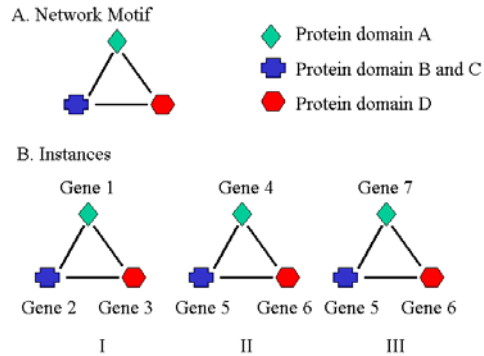 A. Network Motif
Protein domain A
Protein domain B and C
Protein domain D
B. Instances
Gene 1 Gene 4 Gene 7
Gene 2 Gene 3 Gene 5 Gene 6 Gene 5 Gene 6
I II III